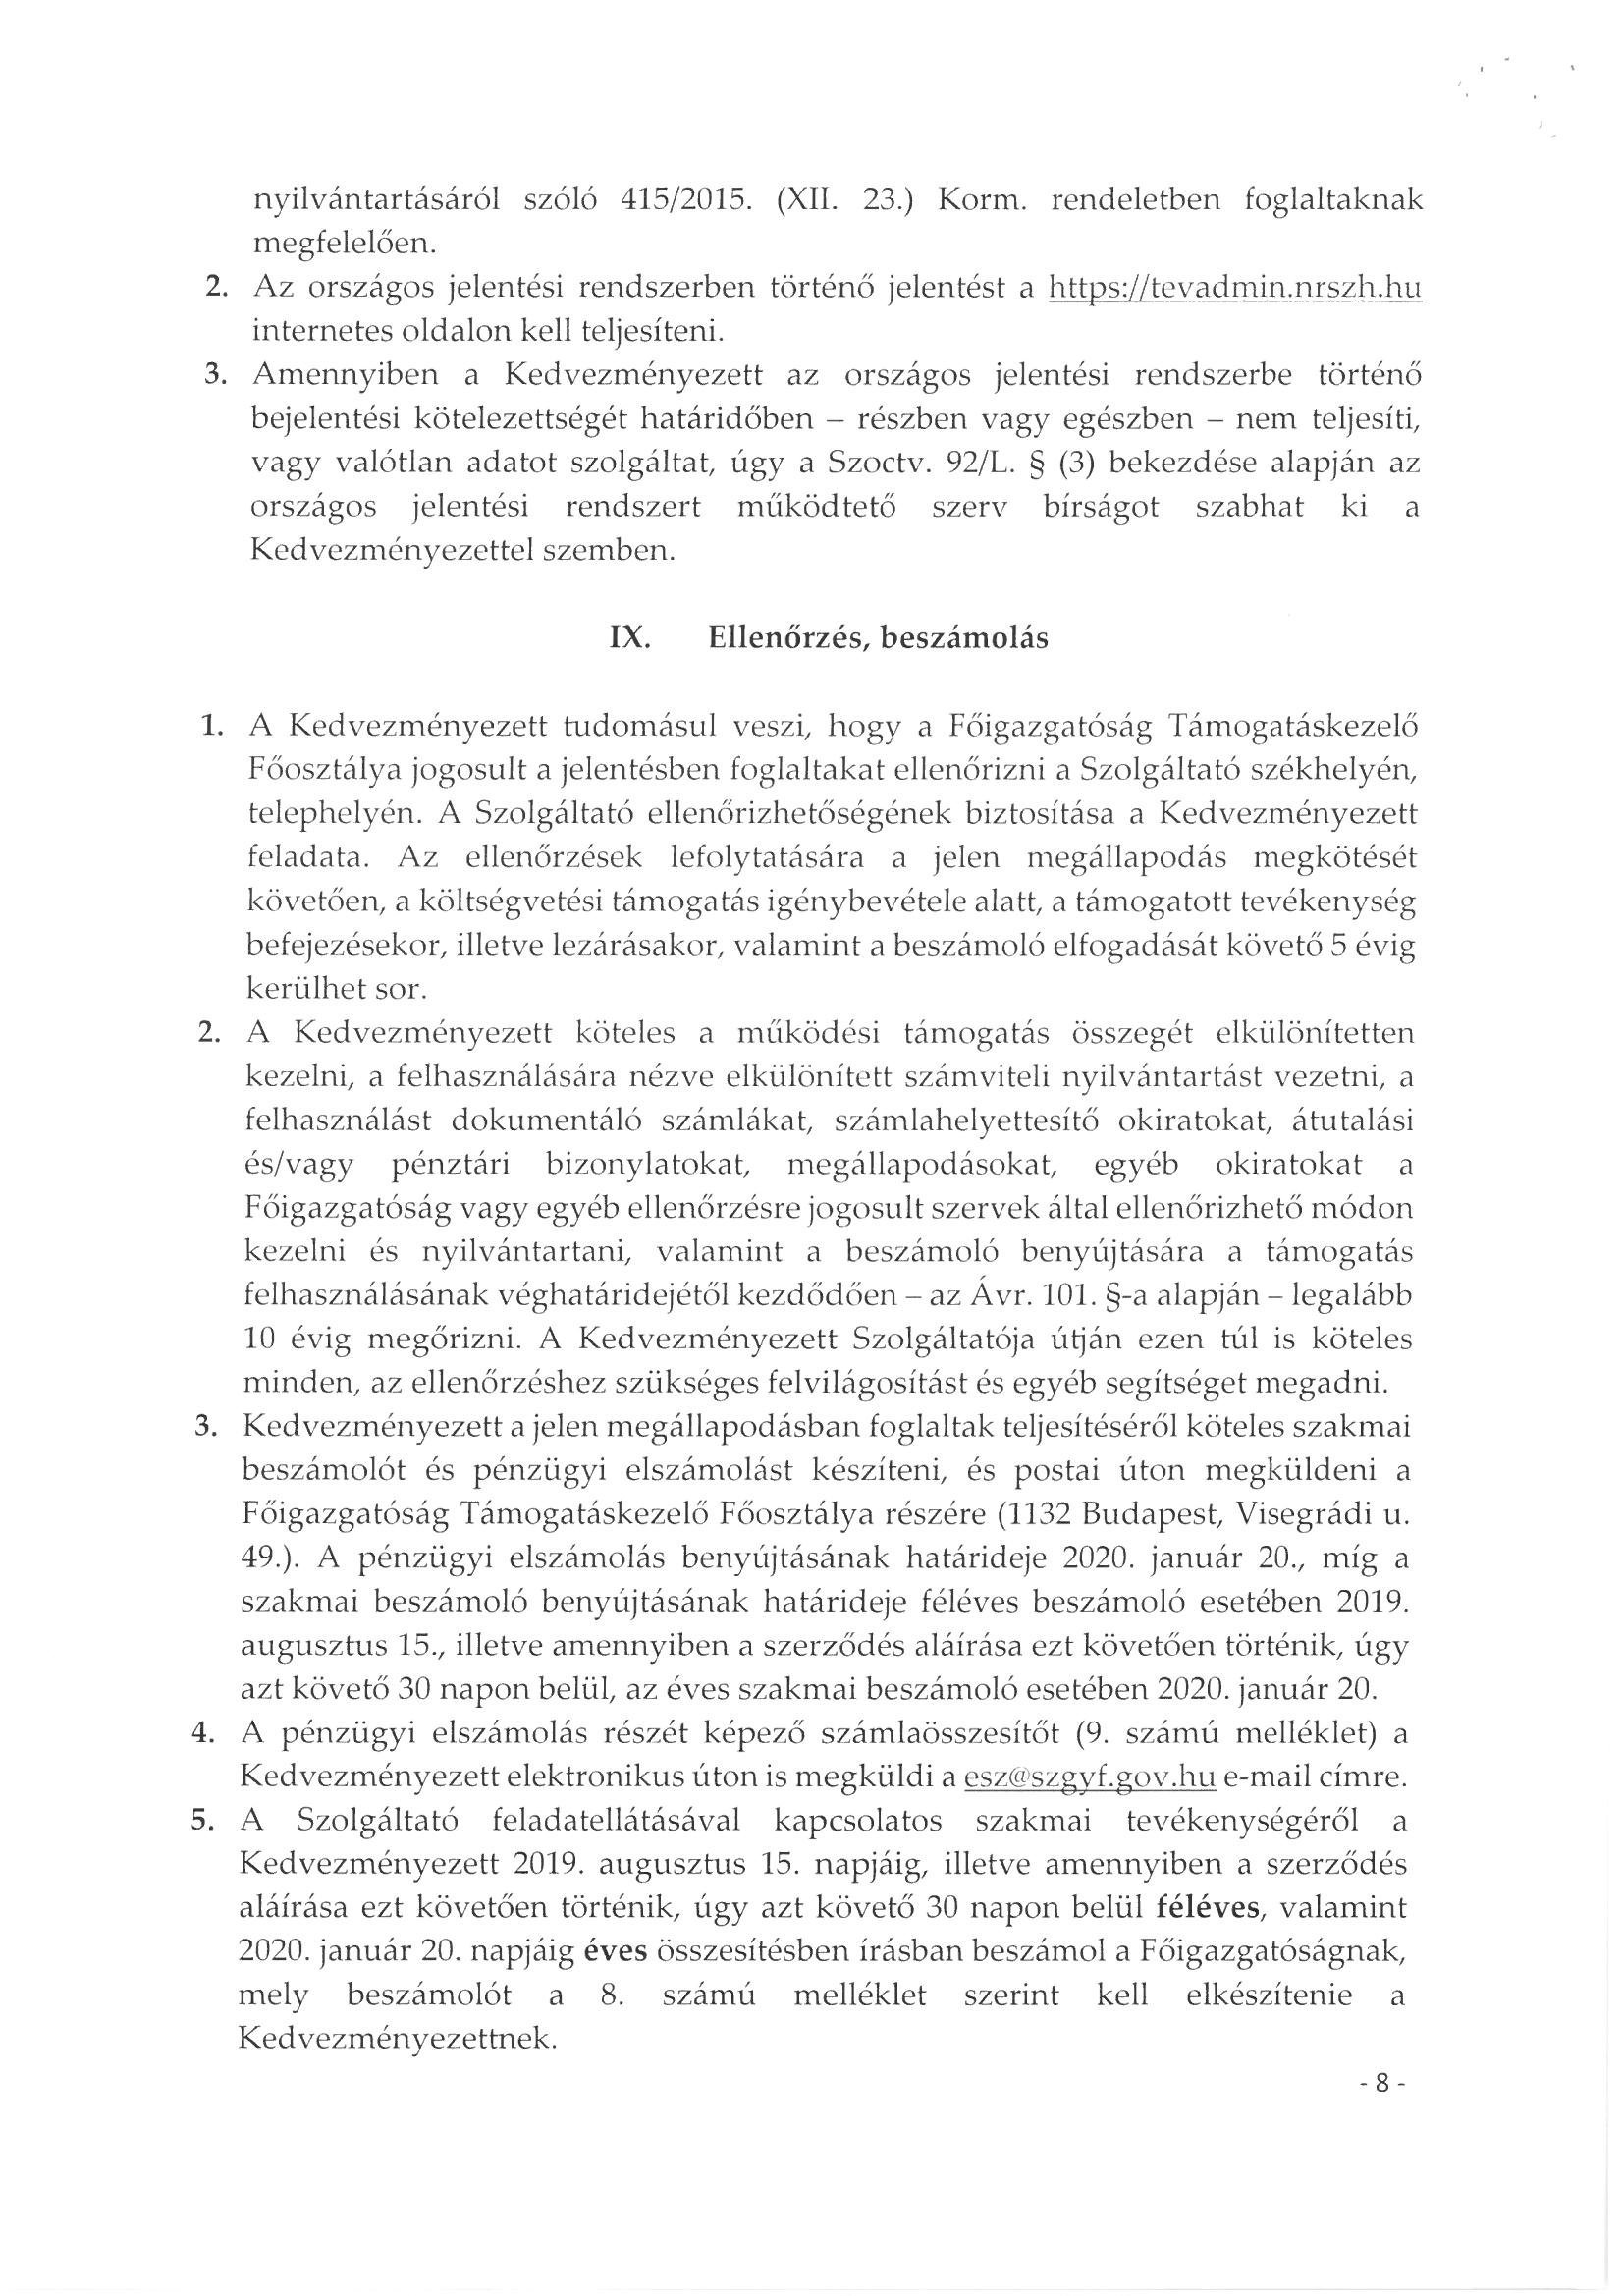 nyilvántartásáról szóló 415/2015. (XII. 23.) Korm. rendeletben foglaltaknak
megfelelően.
2. Az országos jelentési rendszerben történő jelentést a https://tevadmin.nrszh.hu
internetes oldalon kell teljesíteni.
3. Amennyiben a Kedvezményezett az országos jelentési rendszerbe történő
bejelentési kötelezettségét határidőben – részben vagy egészben – nem teljesíti,
vagy valótlan adatot szolgáltat, úgy a Szoctv. 92/L. § (3) bekezdése alapján az
országos jelentési rendszert működtető szerv bírságot szabhat ki a
Kedvezményezettel szemben.
IX. Ellenőrzés, beszámolás
1. A Kedvezményezett tudomásul veszi, hogy a Főigazgatóság Támogatáskezelő
Főosztálya jogosult a jelentésben foglaltakat ellenőrizni a Szolgáltató székhelyén,
telephelyén. A Szolgáltató ellenőrizhetőségének biztosítása a Kedvezményezett
feladata. Az ellenőrzések lefolytatására a jelen megállapodás megkötését
követően, a költségvetési támogatás igénybevétele alatt, a támogatott tevékenység
befejezésekor, illetve lezárásakor, valamint a beszámoló elfogadását követő 5 évig
kerülhet sor.
2. A Kedvezményezett köteles a működési támogatás összegét elkülönítetten
kezelni, a felhasználására nézve elkülönített számviteli nyilvántartást vezetni, a
felhasználást dokumentáló számlákat, számlahelyettesítő okiratokat, átutalási
és/vagy pénztári bizonylatokat, megállapodásokat, egyéb okiratokat a
Főigazgatóság vagy egyéb ellenőrzésre jogosult szervek által ellenőrizhető módon
kezelni és nyilvántartani, valamint a beszámoló benyújtására a támogatás
felhasználásának véghatáridejétől kezdődően – az Ávr. 101. §-a alapján – legalább
10 évig megőrizni. A Kedvezményezett Szolgáltatója útján ezen túl is köteles
minden, az ellenőrzéshez szükséges felvilágosítást és egyéb segítséget megadni.
3. Kedvezményezett a jelen megállapodásban foglaltak teljesítéséről köteles szakmai
beszámolót és pénzügyi elszámolást készíteni, és postai úton megküldeni a
Főigazgatóság Támogatáskezelő Főosztálya részére (1132 Budapest, Visegrádi u.
49.). A pénzügyi elszámolás benyújtásának határideje 2020. január 20., míg a
szakmai beszámoló benyújtásának határideje féléves beszámoló esetében 2019.
augusztus 15., illetve amennyiben a szerződés aláírása ezt követően történik, úgy
azt követő 30 napon belül, az éves szakmai beszámoló esetében 2020. január 20.
4. A pénzügyi elszámolás részét képező számlaösszesítőt (9. számú melléklet) a
Kedvezményezett elektronikus úton is megküldi a esz@szgyf.gov.hu e-mail címre.
5. A Szolgáltató feladatellátásával kapcsolatos szakmai tevékenységéről a
Kedvezményezett 2019. augusztus 15. napjáig, illetve amennyiben a szerződés
aláírása ezt követően történik, úgy azt követő 30 napon belül féléves, valamint
2020. január 20. napjáig éves összesítésben írásban beszámol a Főigazgatóságnak,
mely beszámolót a 8. számú melléklet szerint kell elkészítenie a
Kedvezményezettnek.
- 8 -